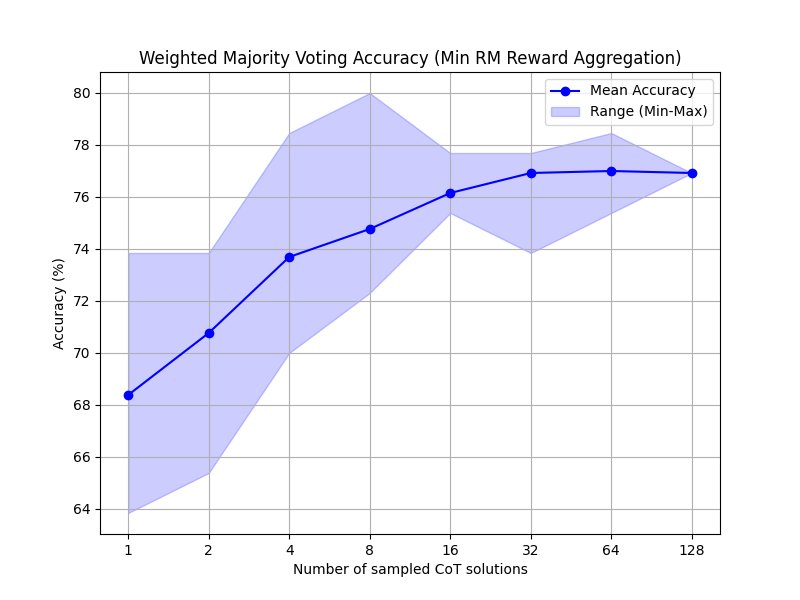 Weighted Majority Voting Accuracy (Min RM Reward Aggregation)
Mean Accuracy
Range (Min-Max)
Accuracy (%)
80
78
76
74
72
70
68
66
64
1 2 4 8 16 32 64 128
Number of sampled CoT solutions